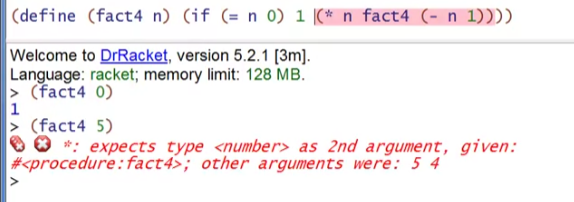 (define (fact4 n) (if (= n 0) 1 (* n fact4 (- n 1))))
Welcome to DrRacket, version 5.2.1 [3m].
Language: racket; memory limit: 128 MB.
> (fact4 0)
1
> (fact4 5)
*: expects type <number> as 2nd argument, given:
#<procedure:fact4>; other arguments were: 5 4
>